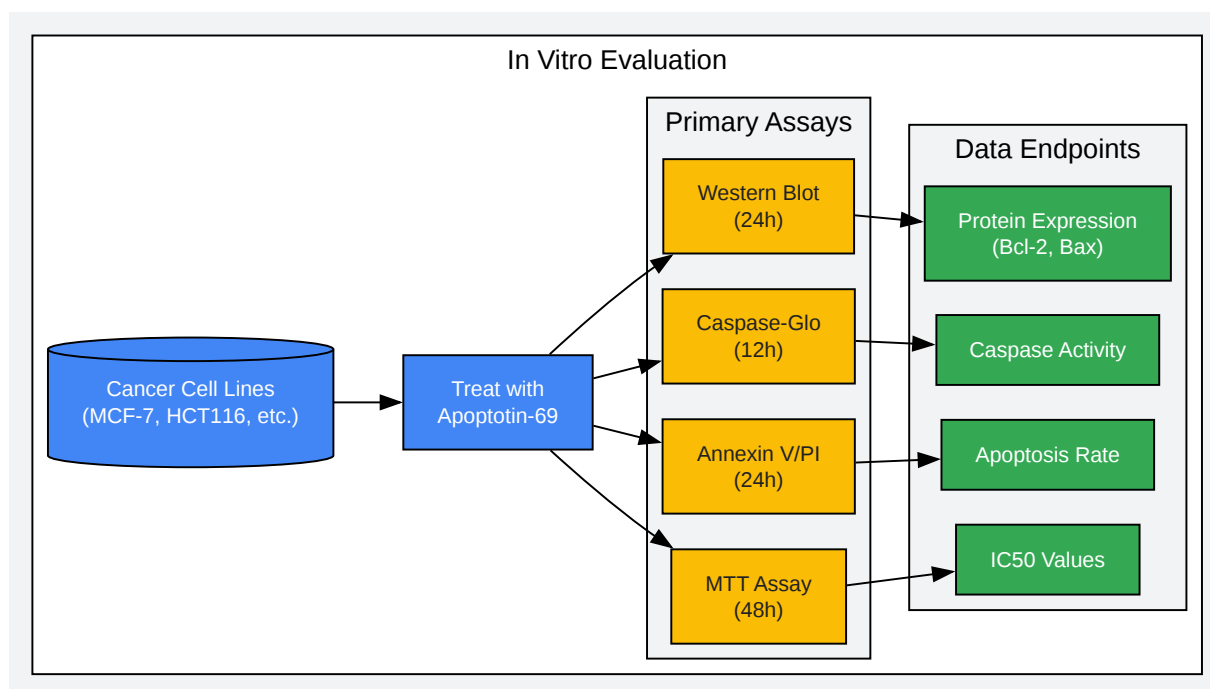 In Vitro Evaluation
Cancer Cell Lines
(MCF-7, HCT116, etc.)
Treat with
Apoptotin-69
Primary Assays
Western Blot
(24h)
Caspase-Glo
(12h)
Annexin V/PI
(24h)
MTT Assay
(48h)
Data Endpoints
Protein Expression
(Bcl-2, Bax)
Caspase Activity
Apoptosis Rate
IC50 Values